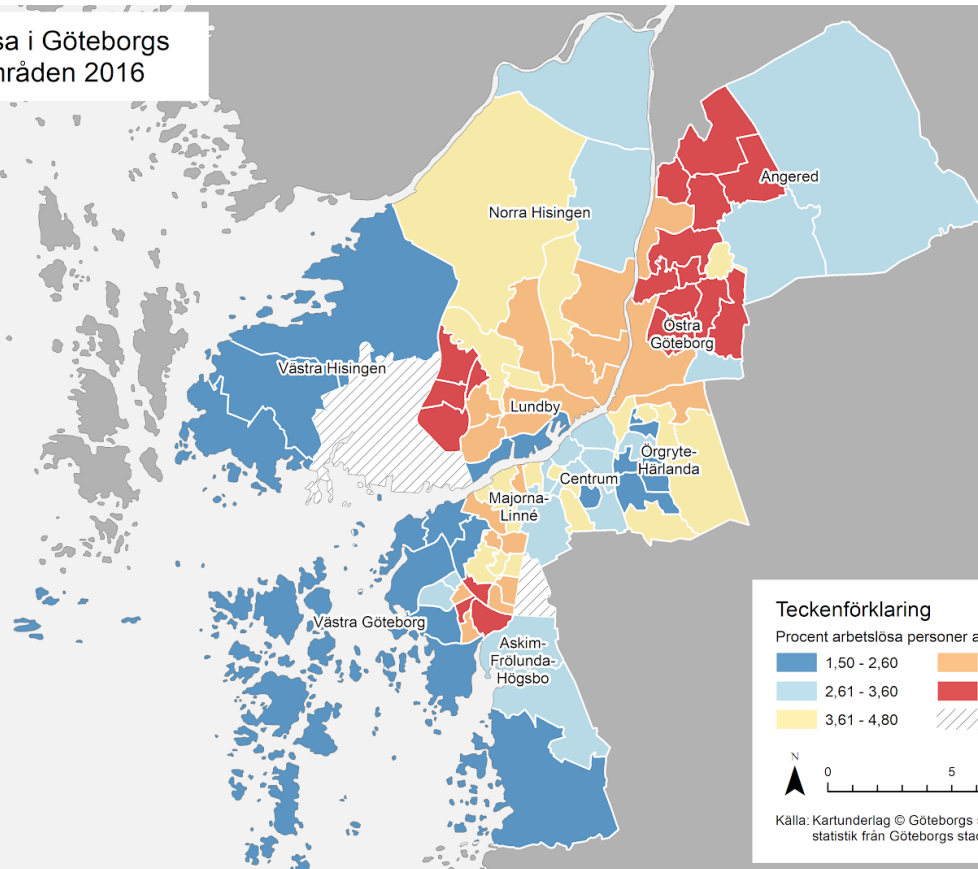 sa i Göteborgs
mråden 2016
Angered
Norra Hisingen
Östra
Göteborg
Västra Hisingen
Lundby
Örgryte-
Härlanda
Centrum
Majorna-
Linné
Västra Göteborg
Askim-
Frölunda-
Högsbo
Teckenförklaring
Procent arbetslösa personer a
1,50 - 2,60
2,61 - 3,60
3,61 - 4,80
N
0 5
Källa: Kartunderlag © Göteborgs s
statistik från Göteborgs stad